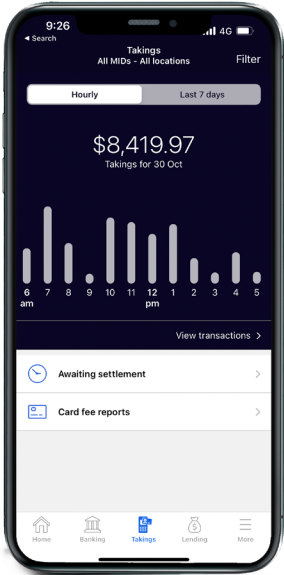 9:26
4G
Search
Takings
All MIDs - All locations
Filter
Hourly
Last 7 days
$8,419.97
Takings for 30 Oct
6 7 8 9 10 11 12 1 2 3 4 5
am pm
View transactions
Awaiting settlement
Card fee reports
Home Banking Takings Lending More